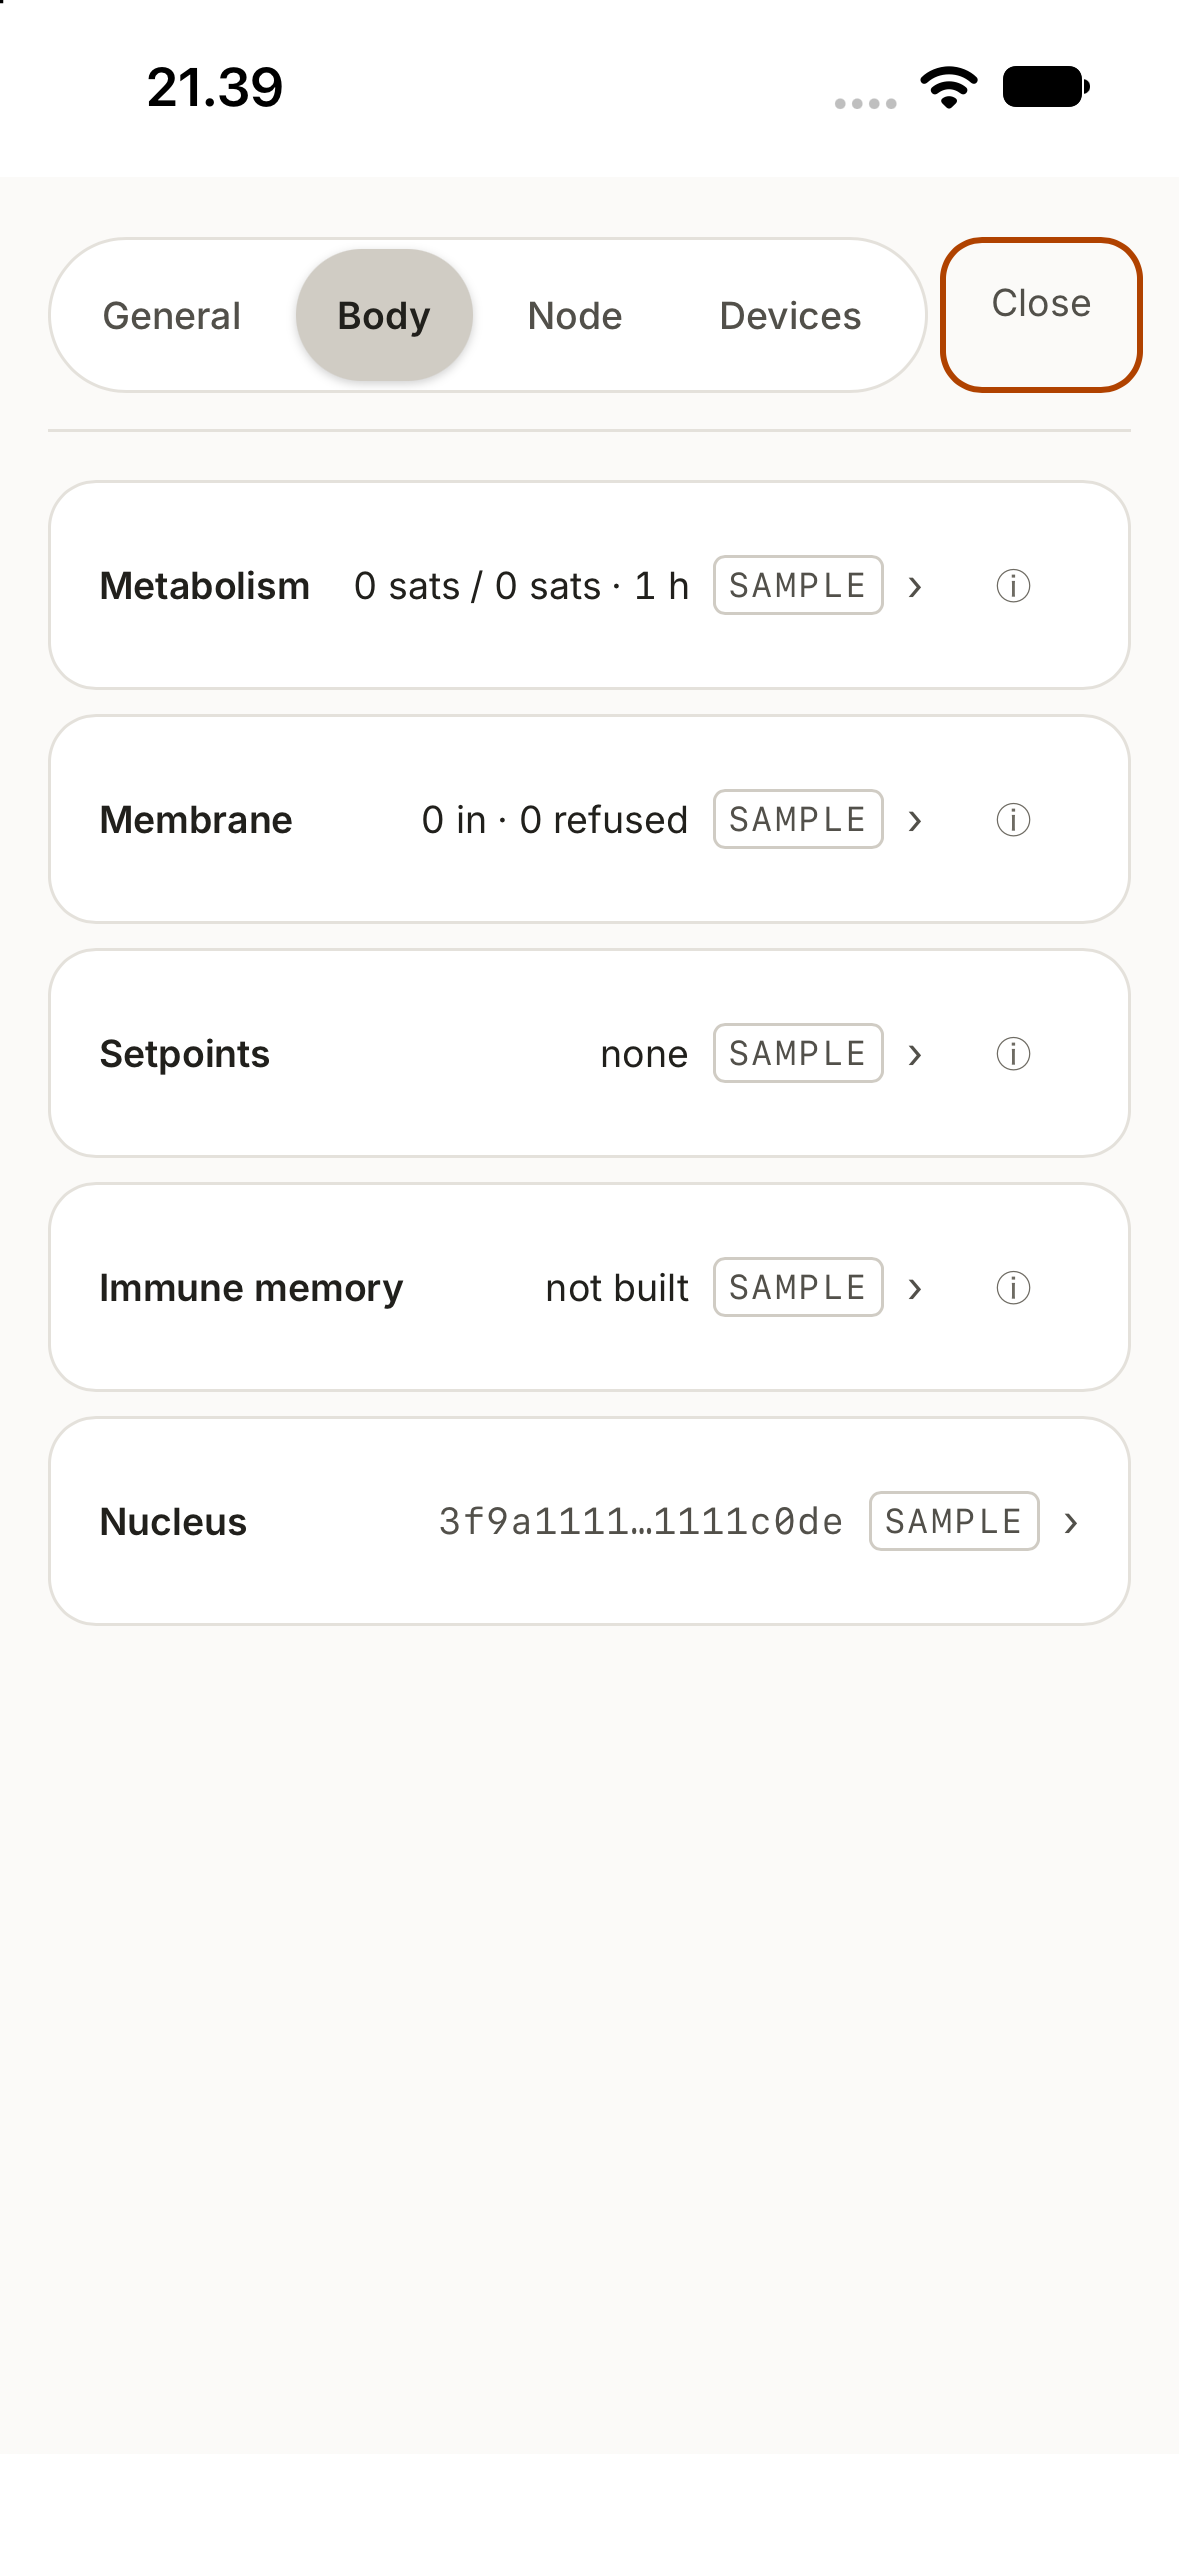 21.39
General Body Node Devices Close
Metabolism 0 sats / 0 sats · 1 h SAMPLE › ⓘ
Membrane 0 in · 0 refused SAMPLE › ⓘ
Setpoints none SAMPLE › ⓘ
Immune memory not built SAMPLE › ⓘ
Nucleus 3f9a1111…1111c0de SAMPLE ›